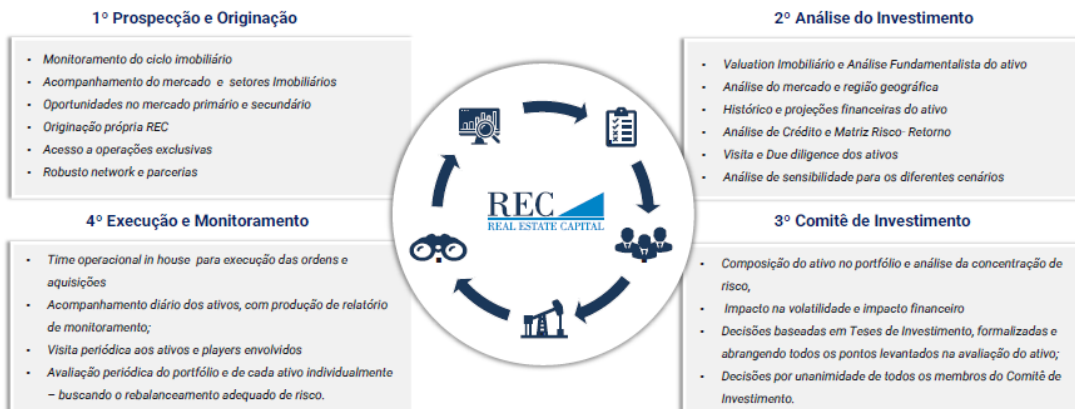 1º Prospecção e Originação
• Monitoramento do ciclo imobiliário
• Acompanhamento do mercado e setores Imobiliários
• Oportunidades no mercado primário e secundário
• Originação própria REC
• Acesso a operações exclusivas
• Robusto network e parcerias
2º Análise do Investimento
• Valuation Imobiliário e Análise Fundamentalista do ativo
• Análise do mercado e região geográfica
• Histórico e projeções financeiras do ativo
• Análise de Crédito e Matriz Risco- Retorno
• Visita e Due diligence dos ativos
• Análise de sensibilidade para os diferentes cenários
REC
REAL ESTATE CAPITAL
4º Execução e Monitoramento
• Time operacional in house para execução das ordens e
aquisições
• Acompanhamento diário dos ativos, com produção de relatório
de monitoramento;
• Visita periódica aos ativos e players envolvidos
• Avaliação periódica do portfólio e de cada ativo individualmente
– buscando o rebalanceamento adequado de risco.
3º Comitê de Investimento
• Composição do ativo no portfólio e análise da concentração de
risco,
• Impacto na volatilidade e impacto financeiro
• Decisões baseadas em Teses de Investimento, formalizadas e
abrangendo todos os pontos levantados na avaliação do ativo;
• Decisões por unanimidade de todos os membros do Comitê de
Investimento.